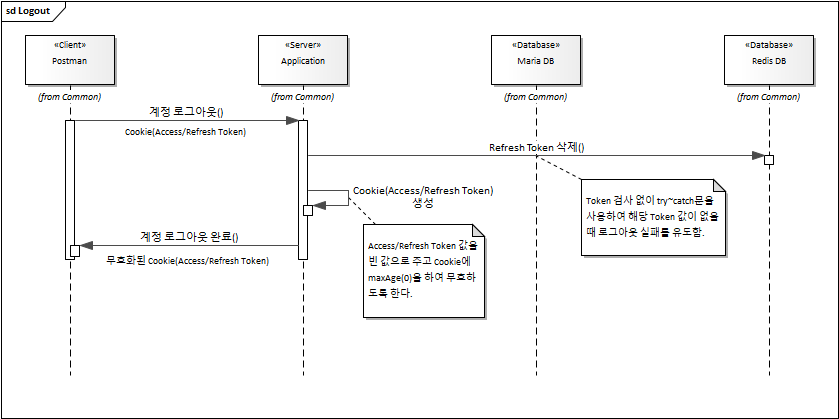 sd Logout
«Client»
Postman
(from Common)
«Server»
Application
(from Common)
«Database»
Maria DB
(from Common)
«Database»
Redis DB
(from Common)
계정 로그아웃()
Cookie(Access/Refresh Token)
Refresh Token 삭제()
Token 검사 없이 try~catch문을
사용하여 해당 Token 값이 없을
때 로그아웃 실패를 유도함.
Cookie(Access/Refresh Token)
생성
Access/Refresh Token 값을
빈 값으로 주고 Cookie에
maxAge(0)을 하여 무효하
도록 한다.
계정 로그아웃 완료()
무효화된 Cookie(Access/Refresh Token)